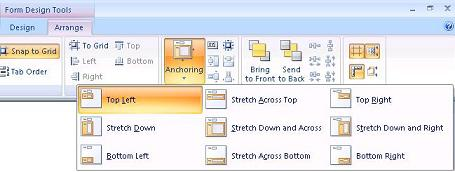 Form Design Tools
Design Arrange
Snap to Grid To Grid Top
Left Bottom
Tab Order Right
Anchoring
Bring to Front
Send to Back
Top Left Stretch Across Top Top Right
Stretch Down Stretch Down and Across Stretch Down and Right
Bottom Left Stretch Across Bottom Bottom Right